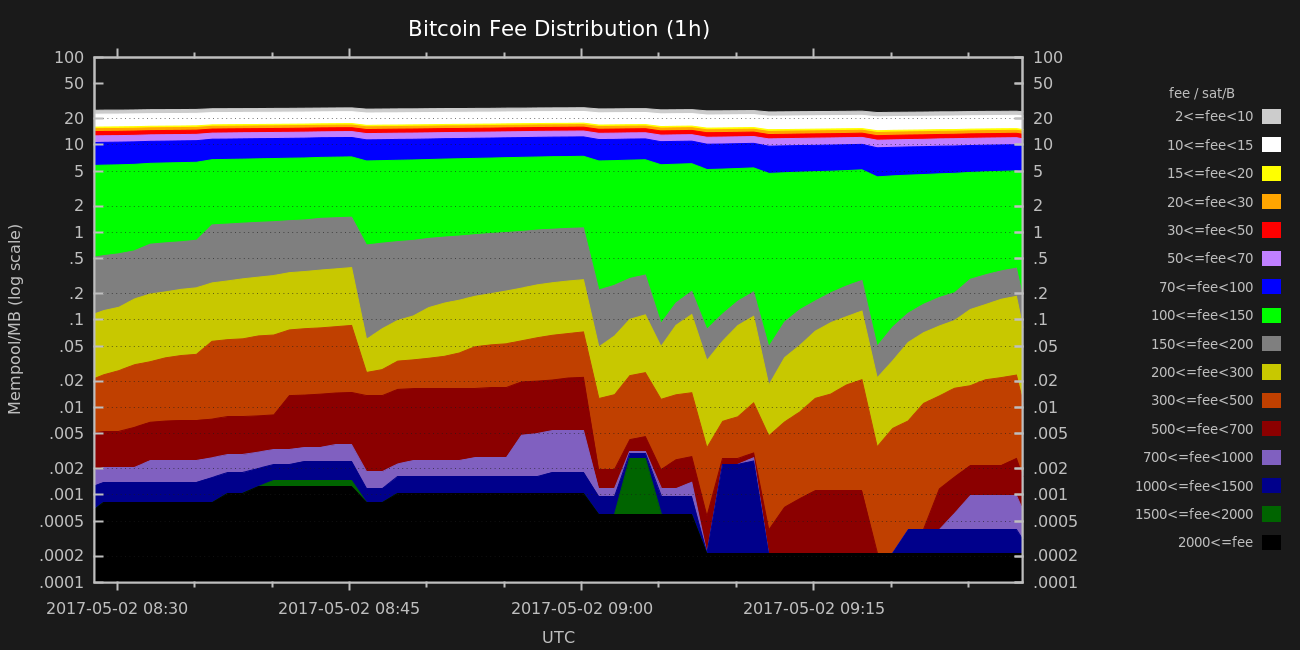 Bitcoin Fee Distribution (1h)
100
50
20
10
5
2
1
.5
.2
.1
.05
.02
.01
.005
.002
.001
.0005
.0002
.0001
Mempool/MB (log scale)
100
50
20
10
5
2
1
.5
.2
.1
.05
.02
.01
.005
.002
.001
.0005
.0002
.0001
2017-05-02 08:30 2017-05-02 08:45 2017-05-02 09:00 2017-05-02 09:15
UTC
fee / sat/B
2<=fee<10
10<=fee<15
15<=fee<20
20<=fee<30
30<=fee<50
50<=fee<70
70<=fee<100
100<=fee<150
150<=fee<200
200<=fee<300
300<=fee<500
500<=fee<700
700<=fee<1000
1000<=fee<1500
1500<=fee<2000
2000<=fee